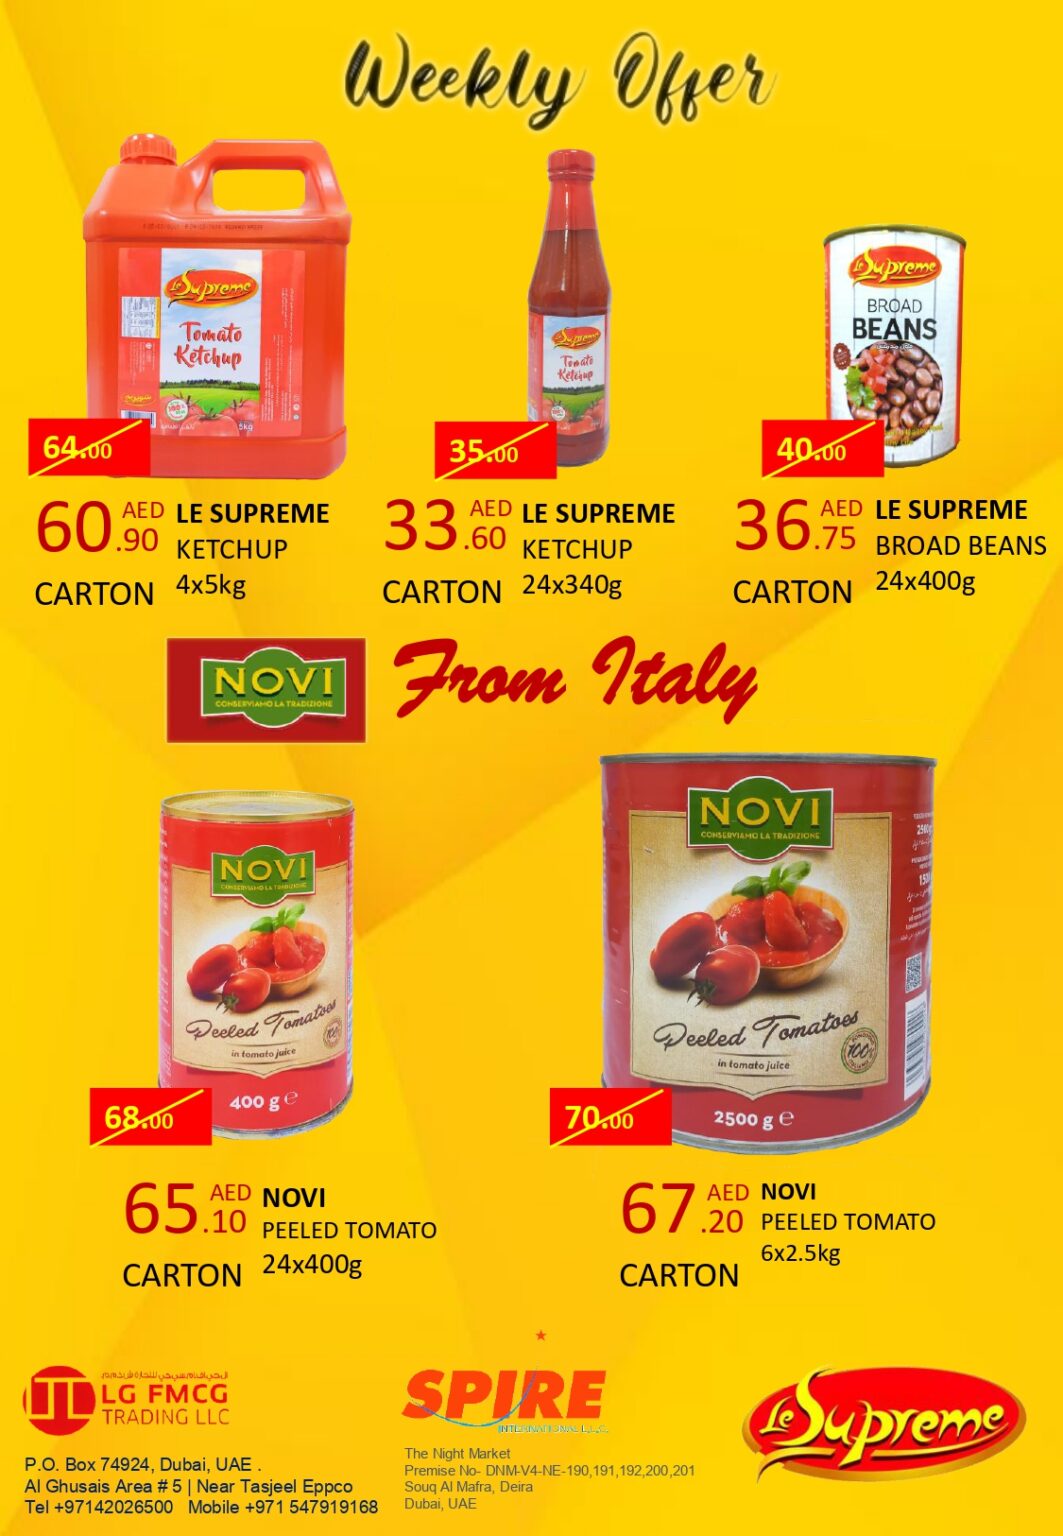 Weekly Offer
Le Supreme
Tomato
Ketchup
5kg
Le Supreme
Tomato
Ketchup
Le Supreme
BROAD
BEANS
64.00
35.00
40.00
60.90 AED
LE SUPREME
KETCHUP
4x5kg
CARTON
33.60 AED
LE SUPREME
KETCHUP
24x340g
CARTON
36.75 AED
LE SUPREME
BROAD BEANS
24x400g
CARTON
NOVI
CONSERVIAMO LA TRADIZIONE
From Italy
NOVI
CONSERVIAMO LA TRADIZIONE
Peeled Tomatoes
in tomato juice
400 g e
NOVI
CONSERVIAMO LA TRADIZIONE
Peeled Tomatoes
in tomato juice
100%
2500 g e
68.00
70.00
65.10 AED
NOVI
PEELED TOMATO
24x400g
CARTON
67.20 AED
NOVI
PEELED TOMATO
6x2.5kg
CARTON
LG FMCG
TRADING LLC
P.O. Box 74924, Dubai, UAE .
Al Ghusais Area # 5 | Near Tasjeel Eppco
Tel +97142026500 Mobile +971 547919168
SPIRE
INTERNATIONAL L.L.C.
The Night Market
Premise No- DNM-V4-NE-190,191,192,200,201
Souq Al Mafra, Deira
Dubai, UAE
Le Supreme